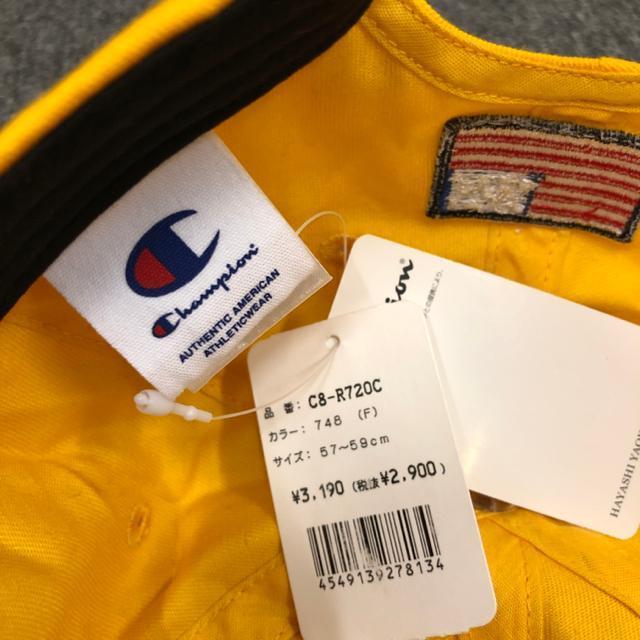 Champion
AUTHENTIC AMERICAN
ATHLETICWEAR
品 番: C8-R720C
カラー: 748 (F)
サイズ: 57～59cm
¥3,190 (税抜¥2,900)
4549139278134
pion
HAYASHI YAO